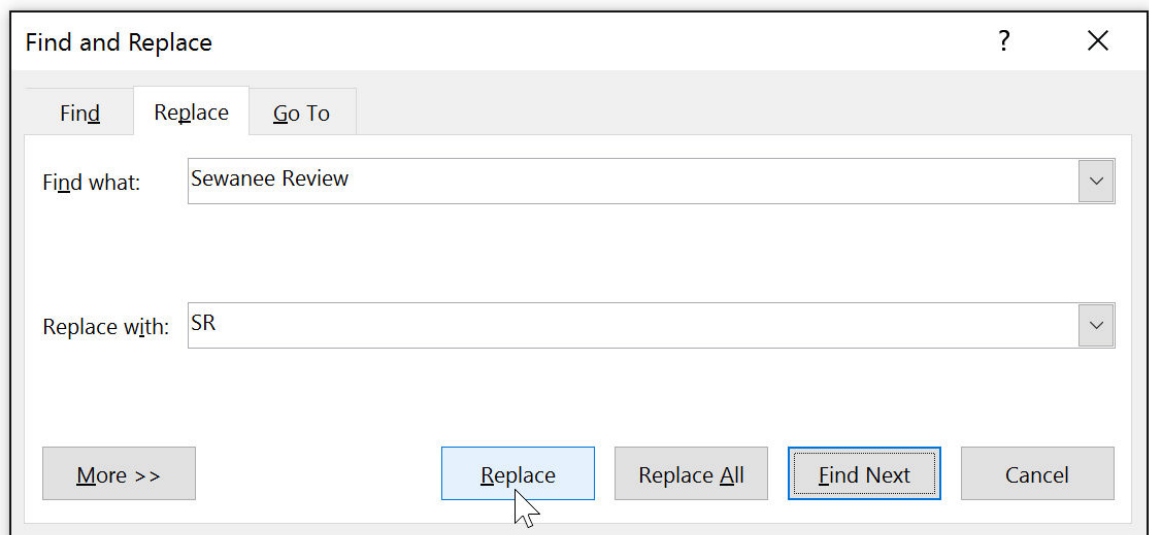 Find and Replace ?
Find Replace Go To
Find what: Sewanee Review
Replace with: SR
More >> Replace Replace All Find Next Cancel